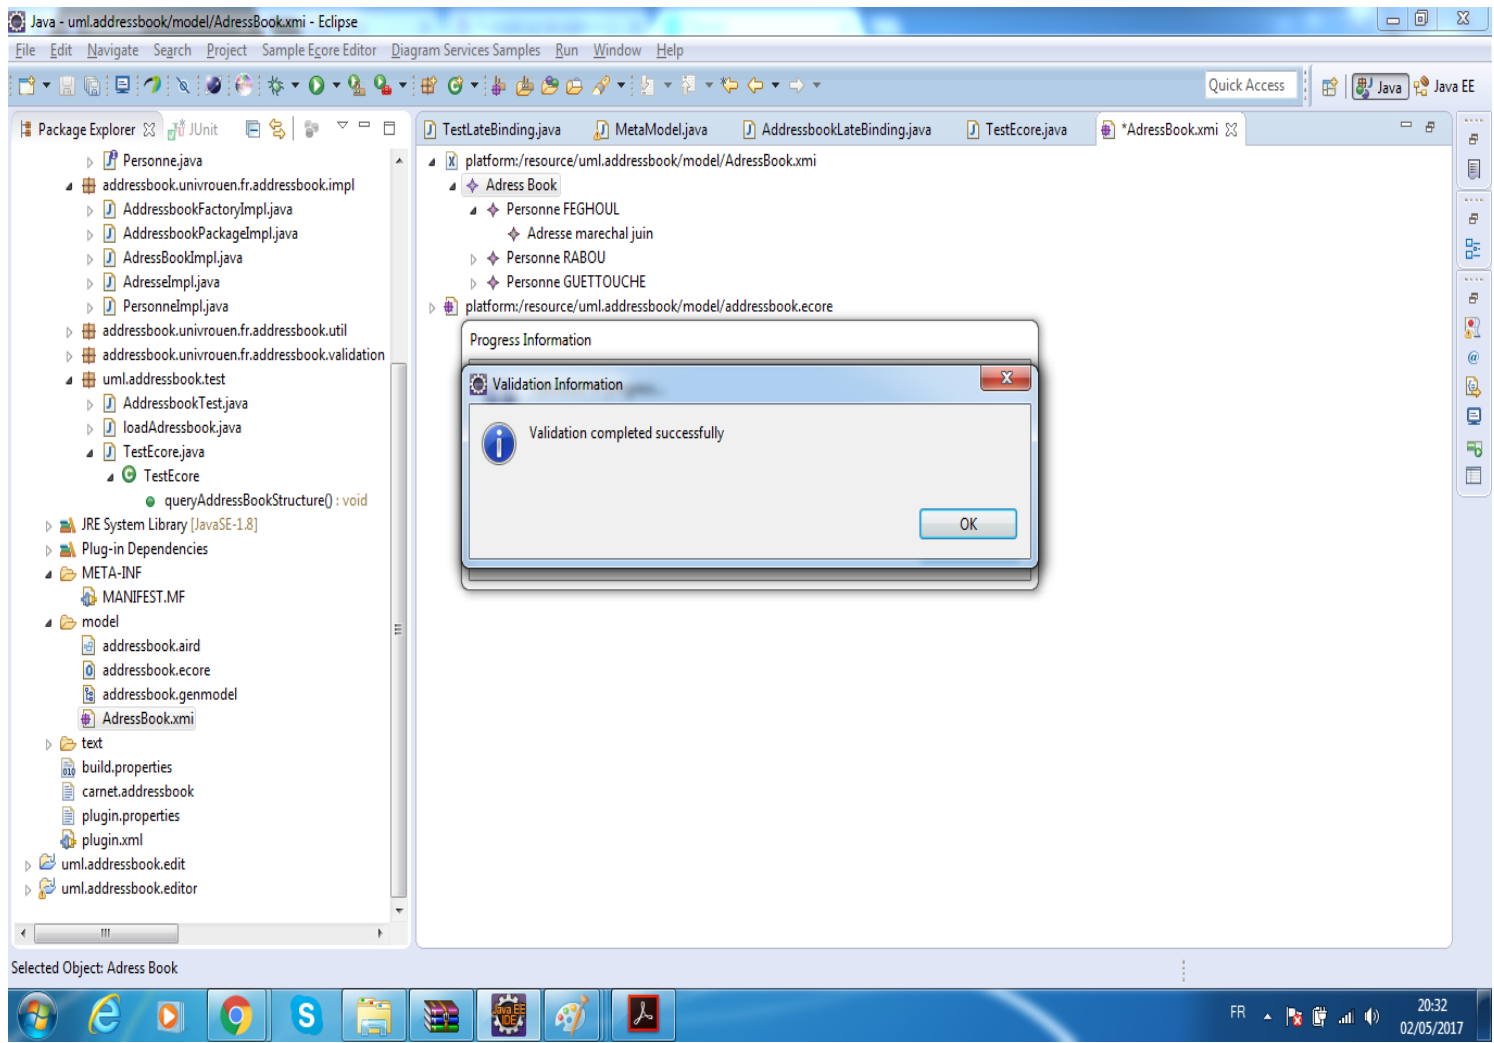 Java - uml.addressbook/model/AdressBook.xmi - Eclipse
File Edit Navigate Search Project Sample Ecore Editor Diagram Services Samples Run Window Help
Quick Access
Java
Java EE
Package Explorer
JUnit
TestLateBinding.java
MetaModel.java
AddressbookLateBinding.java
TestEcore.java
*AdressBook.xmi
Personne.java
addressbook.univrouen.fr.addressbook.impl
AddressbookFactoryImpl.java
AddressbookPackageImpl.java
AdressBookImpl.java
AdresseImpl.java
PersonneImpl.java
addressbook.univrouen.fr.addressbook.util
addressbook.univrouen.fr.addressbook.validation
uml.addressbook.test
AddressbookTest.java
loadAdressbook.java
TestEcore.java
TestEcore
queryAddressBookStructure() : void
JRE System Library [JavaSE-1.8]
Plug-in Dependencies
META-INF
MANIFEST.MF
model
addressbook.aird
addressbook.ecore
addressbook.genmodel
AdressBook.xmi
text
build.properties
carnet.addressbook
plugin.properties
plugin.xml
uml.addressbook.edit
uml.addressbook.editor
platform:/resource/uml.addressbook/model/AdressBook.xmi
Adress Book
Personne FEGHOUL
Adresse marechal juin
Personne RABOU
Personne GUETTOUCHE
platform:/resource/uml.addressbook/model/addressbook.ecore
Progress Information
Validation Information
Validation completed successfully
OK
Selected Object: Adress Book
FR
20:32
02/05/2017